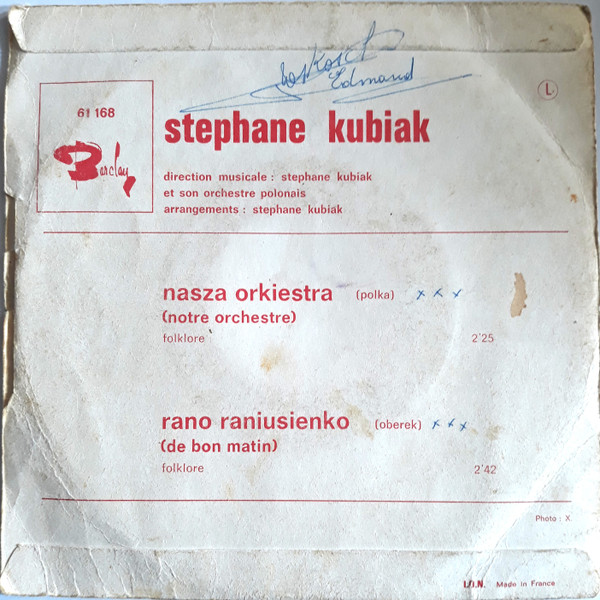 Edmand
L
61 168
Barclay
stephane kubiak
direction musicale : stephane kubiak
et son orchestre polonais
arrangements : stephane kubiak
nasza orkiestra (polka) x x x
(notre orchestre)
folklore 2'25
rano raniusienko (oberek) x x x
(de bon matin)
folklore 2'42
Photo : X.
I.D.N. Made in France